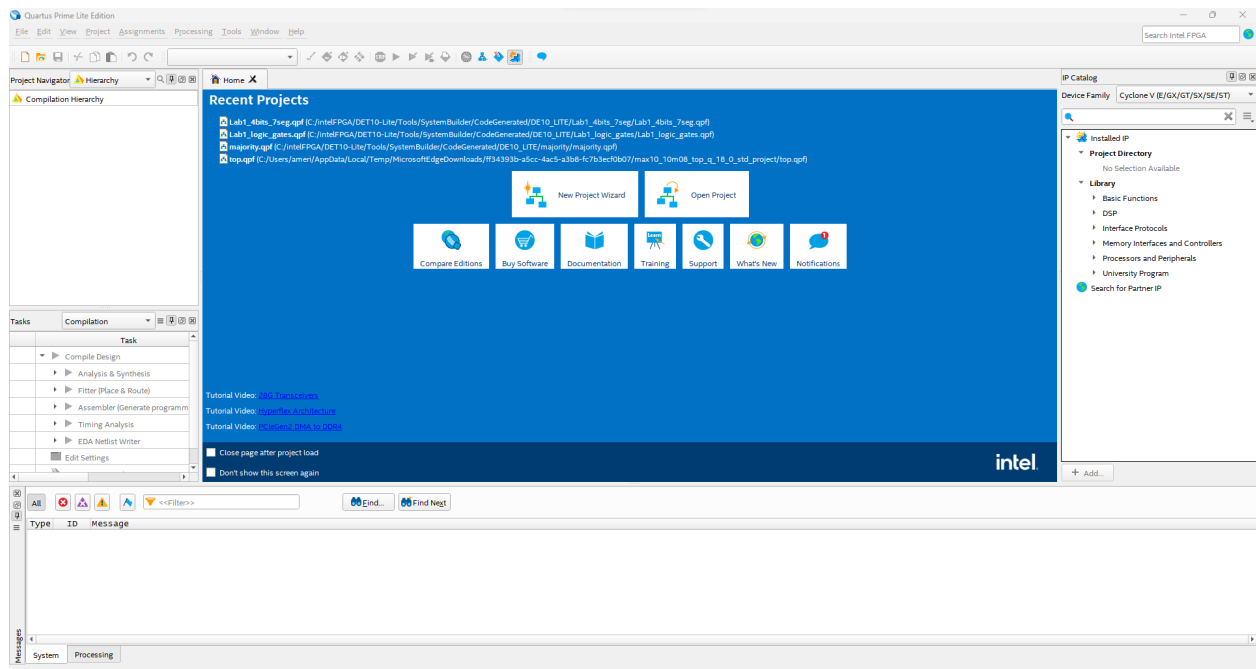 Quartus Prime Lite Edition
File Edit View Project Assignments Processing Tools Window Help
Search Intel FPGA
Project Navigator Hierarchy
Compilation Hierarchy
Home
Recent Projects
Lab1_4bits_7seg.qpf (C:/intelFPGA/DET10-Lite/Tools/SystemBuilder/CodeGenerated/DE10_LITE/Lab1_4bits_7seg/Lab1_4bits_7seg.qpf)
Lab1_logic_gates.qpf (C:/intelFPGA/DET10-Lite/Tools/SystemBuilder/CodeGenerated/DE10_LITE/Lab1_logic_gates/Lab1_logic_gates.qpf)
majority.qpf (C:/intelFPGA/DET10-Lite/Tools/SystemBuilder/CodeGenerated/DE10_LITE/majority/majority.qpf)
top.qpf (C:/Users/ameri/AppData/Local/Temp/MicrosoftEdgeDownloads/ff34393b-a5cc-4ac5-a3b8-fc7b3ecf0b07/max10_10m08_top_q_18_0_std_project/top.qpf)
New Project Wizard
Open Project
Compare Editions
Buy Software
Documentation
Learn
Training
Support
What's New
1
Notifications
Tutorial Video: 28G Transceivers
Tutorial Video: Hyperflex Architecture
Tutorial Video: PCIeGen2 DMA to DDR4
Close page after project load
Don't show this screen again
intel.
IP Catalog
Device Family Cyclone V (E/GX/GT/SX/SE/ST)
Installed IP
Project Directory
No Selection Available
Library
Basic Functions
DSP
Interface Protocols
Memory Interfaces and Controllers
Processors and Peripherals
University Program
Search for Partner IP
+ Add...
Tasks Compilation
Task
Compile Design
Analysis & Synthesis
Fitter (Place & Route)
Assembler (Generate programm
Timing Analysis
EDA Netlist Writer
Edit Settings
All
<<Filter>>
Find...
Find Next
Type ID Message
Messages
System Processing